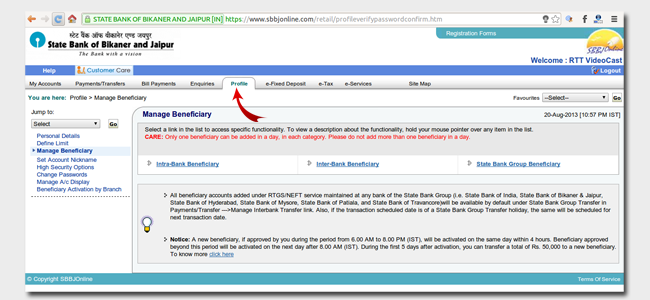 STATE BANK OF BIKANER AND JAIPUR [IN] https://www.sbbjonline.com/retail/profileverifypasswordconfirm.htm
स्टेट बैंक ऑफ बीकानेर एण्ड जयपुर
State Bank of Bikaner and Jaipur
The Bank with a vision
Registration Forms
SBBJ Online
Welcome : RTT VideoCast
Help
Customer Care
Logout
My Accounts
Payments/Transfers
Bill Payments
Enquiries
Profile
e-Fixed Deposit
e-Tax
e-Services
Site Map
You are here: Profile > Manage Beneficiary
Favourites
--Select--
Go
Jump to:
Select
Go
Personal Details
Define Limit
Manage Beneficiary
Set Account Nickname
High Security Options
Change Passwords
Manage A/c Display
Beneficiary Activation by Branch
Manage Beneficiary
20-Aug-2013 [10:57 PM IST]
Select a link in the list to access specific functionality. To view a description about the functionality, hold your mouse pointer over any item in the list.
CARE: Only one beneficiary can be added in a day, in each category. Please do not add more than one beneficiary in a day.
Intra-Bank Beneficiary
Inter-Bank Beneficiary
State Bank Group Beneficiary
All beneficiary accounts added under RTGS/NEFT service maintained at any bank of the State Bank Group (i.e. State Bank of India, State Bank of Bikaner & Jaipur,
State Bank of Hyderabad, State Bank of Mysore, State Bank of Patiala, and State Bank of Travancore)will be available by default under State Bank Group Transfer in
Payments/Transfer --->Manage Interbank Transfer link. Also, if the transaction scheduled date is of a State Bank Group Transfer holiday, the same will be scheduled for
next transaction date.
Notice: A new beneficiary, if approved by you during the period from 6.00 AM to 8.00 PM (IST), will be activated on the same day within 4 hours. Beneficiary approved
beyond this period will be activated on the next day after 8.00 AM (IST). During the first 5 days after activation, you can transfer a total of Rs. 50,000 to a new beneficiary.
To know more click here
© Copyright SBBJOnline
Terms Of Service